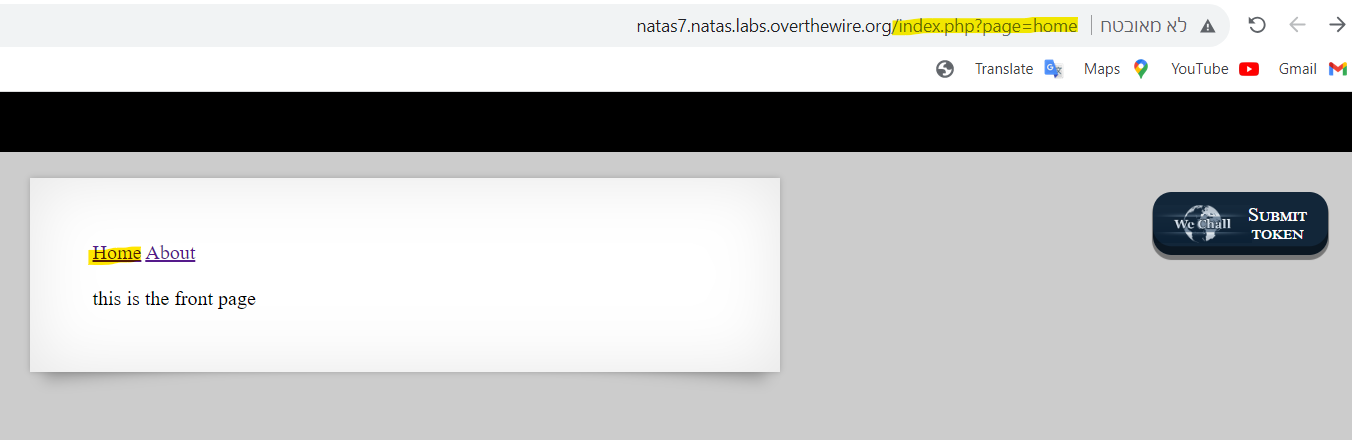 natas7.natas.labs.overthewire.org/index.php?page=home | לא מאובטח
Translate Maps YouTube Gmail
Home About
this is the front page
We Chall
SUBMIT
TOKEN